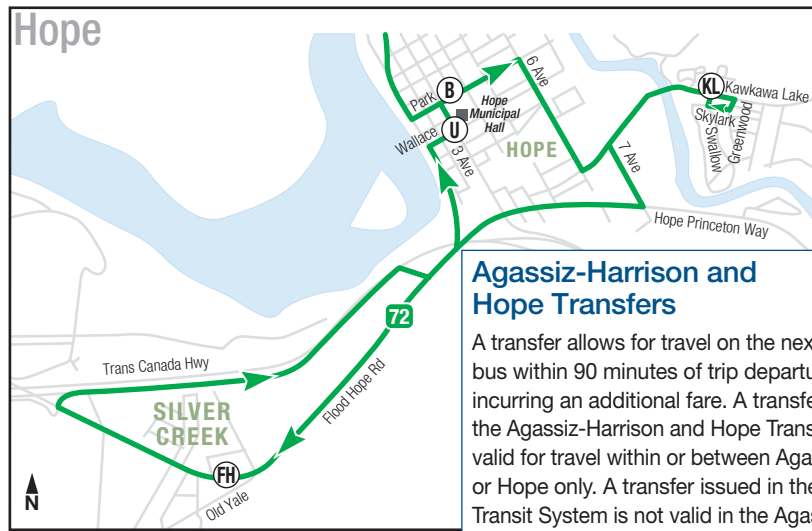 Hope
Park
B
6 Ave
Hope
Municipal
Hall
KL
Kawkawa Lake
Skylark
Swallow
Greenwood
Wallace
U
3 Ave
HOPE
7 Ave
Hope Princeton Way
72
Trans Canada Hwy
Flood Hope Rd
SILVER
CREEK
FH
Old Yale
N
Agassiz-Harrison and
Hope Transfers
A transfer allows for travel on the nex
bus within 90 minutes of trip departu
incurring an additional fare. A transfe
the Agassiz-Harrison and Hope Trans
valid for travel within or between Aga
or Hope only. A transfer issued in the
Transit System is not valid in the Agas